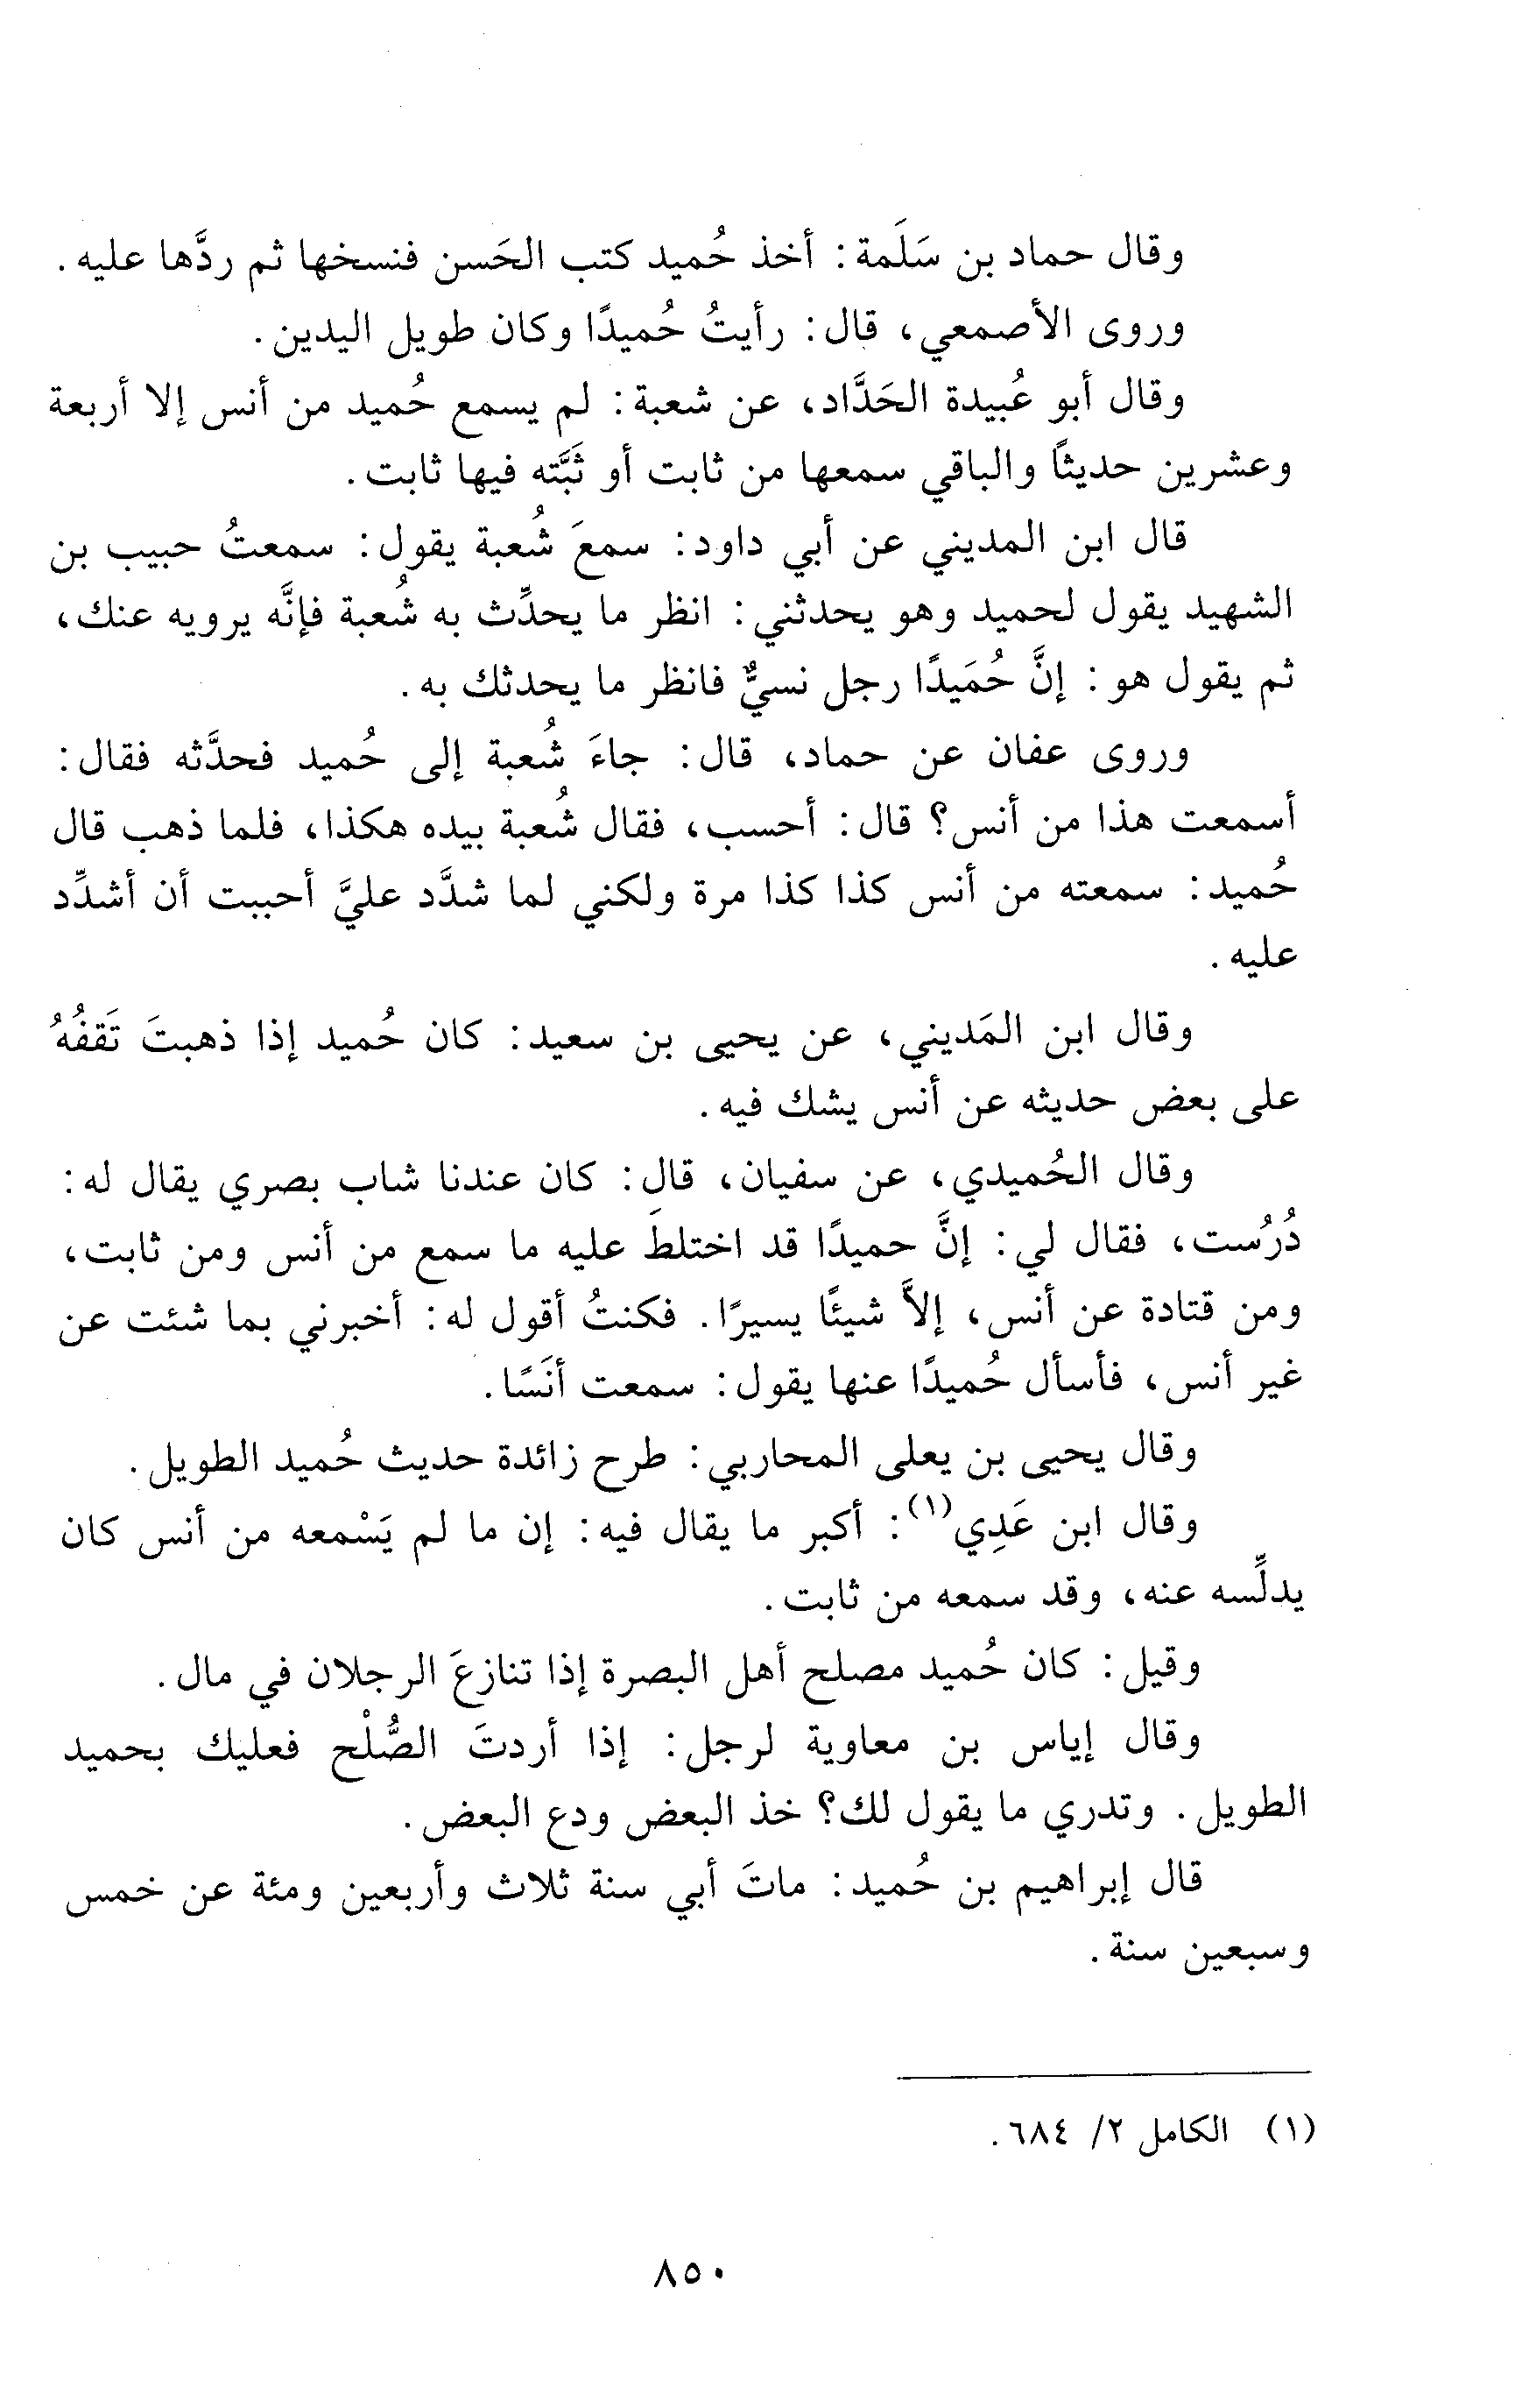 وقال حماد بن سَلَمة: أخذ حُميد كتب الحَسن فنسخها ثم ردَّها عليه.
وروى الأصمعي، قال: رأيتُ حُميدًا وكان طويل اليدين.
وقال أبو عُبيدة الحَدَّاد، عن شعبة: لم يسمع حُميد من أنس إلا أربعة
وعشرين حديثاً والباقي سمعها من ثابت أو ثَبَّته فيها ثابت.
قال ابن المديني عن أبي داود: سمعَ شُعبة يقول: سمعتُ حبيب بن
الشهيد يقول لحميد وهو يحدثني: انظر ما يحدِّث به شُعبة فإنَّه يرويه عنك،
ثم يقول هو: إنَّ حُمَيدًا رجل نسيٌّ فانظر ما يحدثك به.
وروى عفان عن حماد، قال: جاءَ شُعبة إلى حُميد فحدَّثه فقال:
أسمعت هذا من أنس؟ قال: أحسب، فقال شُعبة بيده هكذا، فلما ذهب قال
حُميد: سمعته من أنس كذا كذا مرة ولكني لما شدَّد عليَّ أحببت أن أشدِّد
عليه.
وقال ابن المَديني، عن يحيى بن سعيد: كان حُميد إذا ذهبتَ تَقفُهُ
على بعض حديثه عن أنس يشك فيه.
وقال الحُميدي، عن سفيان، قال: كان عندنا شاب بصري يقال له:
دُرُست، فقال لي: إنَّ حميدًا قد اختلطَ عليه ما سمع من أنس ومن ثابت،
ومن قتادة عن أنس، إلاَّ شيئًا يسيرًا. فكنتُ أقول له: أخبرني بما شئت عن
غير أنس، فأسأل حُميدًا عنها يقول: سمعت أنَسًا.
وقال يحيى بن يعلى المحاربي: طرح زائدة حديث حُميد الطويل.
وقال ابن عَدِي(١): أكبر ما يقال فيه: إن ما لم يَسْمعه من أنس كان
يدلِّسه عنه، وقد سمعه من ثابت.
وقيل: كان حُميد مصلح أهل البصرة إذا تنازعَ الرجلان في مال.
وقال إياس بن معاوية لرجل: إذا أردتَ الصُّلْح فعليك بحميد
الطويل. وتدري ما يقول لك؟ خذ البعض ودع البعض.
قال إبراهيم بن حُميد: ماتَ أبي سنة ثلاث وأربعين ومئة عن خمس
وسبعين سنة.
(١) الكامل ٢/ ٦٨٤.
٨٥٠